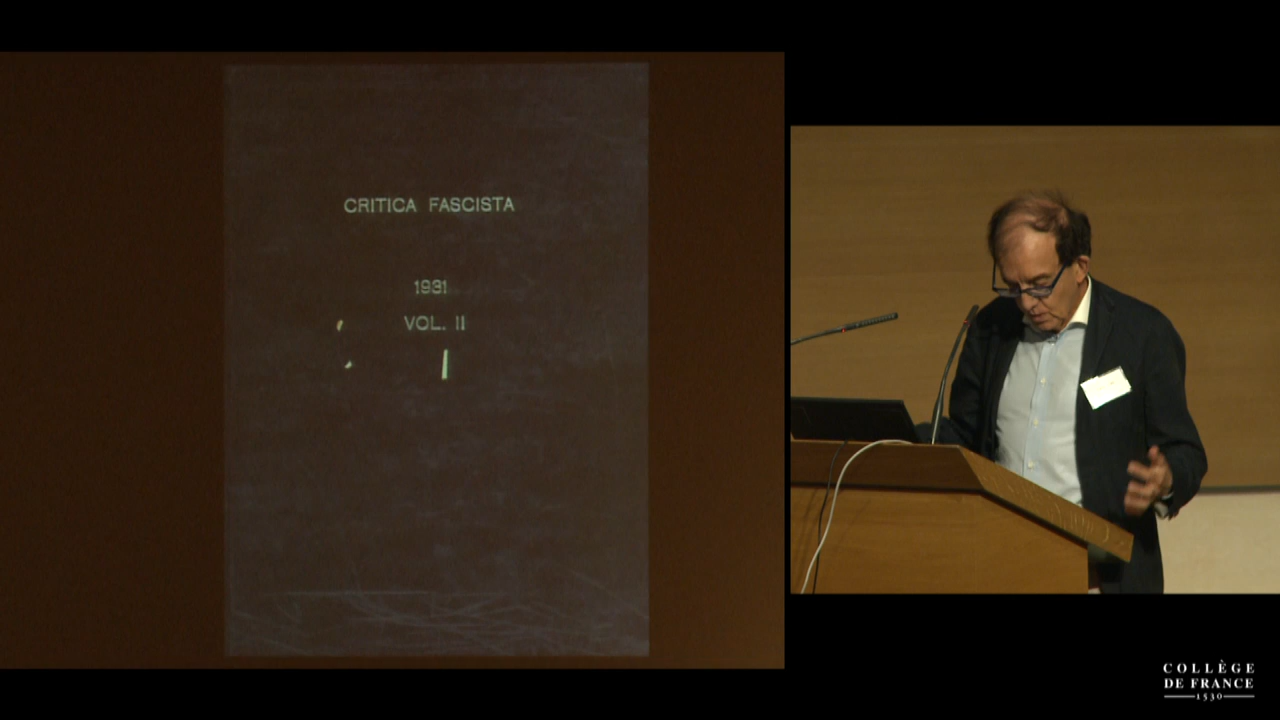 CRITICA FASCISTA
1931
VOL. II
COLLÈGE
DE FRANCE
1530